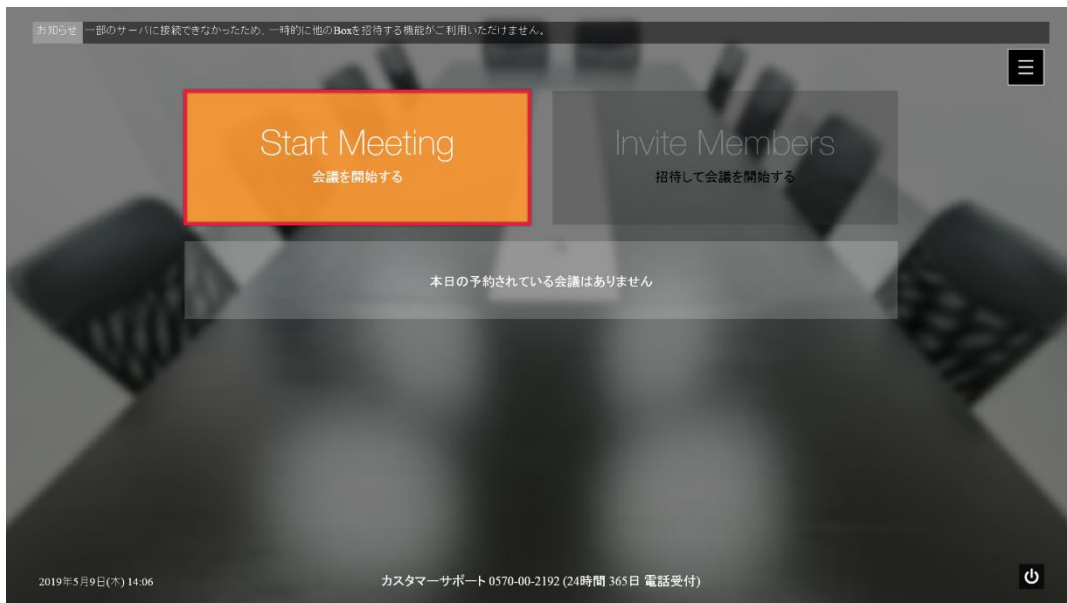 お知らせ 一部のサーバに接続できなかったため、一時的に他のBoxを招待する機能がご利用いただけません。
Start Meeting
会議を開始する
Invite Members
招待して会議を開始する
本日の予約されている会議はありません
2019年5月9日(木) 14:06
カスタマーサポート 0570-00-2192 (24時間 365日 電話受付)